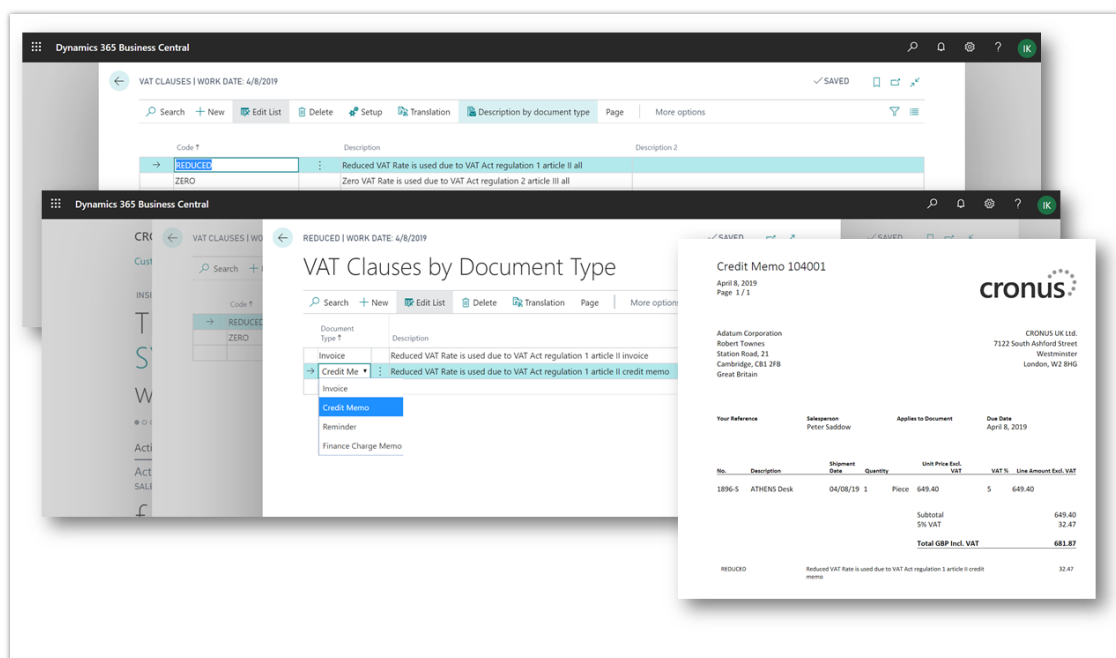 Dynamics 365 Business Central
?
IK
VAT CLAUSES | WORK DATE: 4/8/2019
✓ SAVED
Search + New Edit List Delete Setup Translation Description by document type Page More options
Code ↑ Description Description 2
→ REDUCED Reduced VAT Rate is used due to VAT Act regulation 1 article II all
ZERO Zero VAT Rate is used due to VAT Act regulation 2 article III all
Dynamics 365 Business Central
?
IK
CR
Cust
INSI
T
S
W
Acti
Act
SALE
£
VAT CLAUSES | WO
✓ SAVED
Search +
Code ↑
→ REDUCED
ZERO
REDUCED | WORK DATE: 4/8/2019
✓ SAVED
VAT Clauses by Document Type
Search + New Edit List Delete Translation Page More options
Document
Type ↑ Description
Invoice Reduced VAT Rate is used due to VAT Act regulation 1 article II invoice
→ Credit Me Reduced VAT Rate is used due to VAT Act regulation 1 article II credit memo
Invoice
Credit Memo
Reminder
Finance Charge Memo
Credit Memo 104001
April 8, 2019
Page 1 / 1
cronus
Adatum Corporation
Robert Townes
Station Road, 21
Cambridge, CB1 2FB
Great Britain
CRONUS UK Ltd.
7122 South Ashford Street
Westminster
London, W2 8HG
Your Reference Salesperson Applies to Document Due Date
Peter Saddow April 8, 2019
Shipment Unit Price Excl.
No. Description Date Quantity VAT VAT % Line Amount Excl. VAT
1896-S ATHENS Desk 04/08/19 1 Piece 649.40 5 649.40
Subtotal 649.40
5% VAT 32.47
Total GBP Incl. VAT 681.87
REDUCED Reduced VAT Rate is used due to VAT Act regulation 1 article II credit 32.47
memo